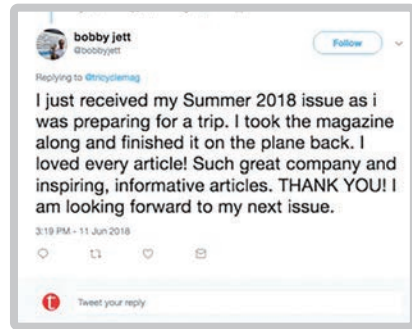 bobby jett
@bobbyjett
Follow
Replying to @tricyclemag
I just received my Summer 2018 issue as i
was preparing for a trip. I took the magazine
along and finished it on the plane back. I
loved every article! Such great company and
inspiring, informative articles. THANK YOU! I
am looking forward to my next issue.
3:19 PM - 11 Jun 2018
t
Tweet your reply